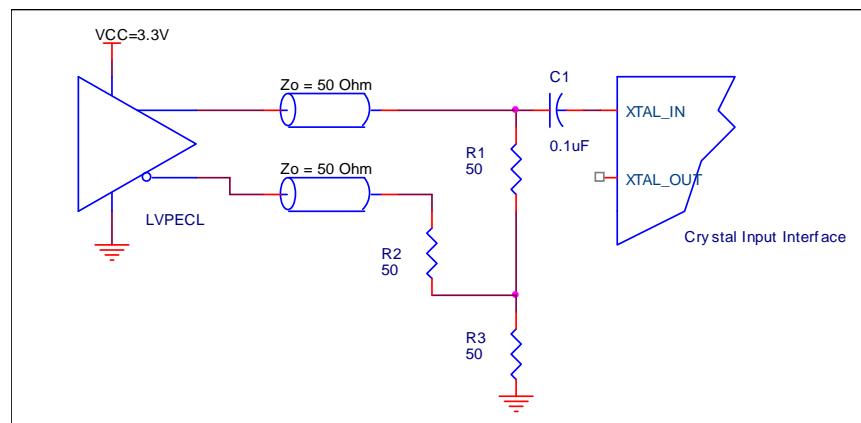 VCC=3.3V
Zo = 50 Ohm
C1
XTAL_IN
R1
50
0.1uF
Zo = 50 Ohm
XTAL_OUT
LVPECL
Crystal Input Interface
R2
50
R3
50